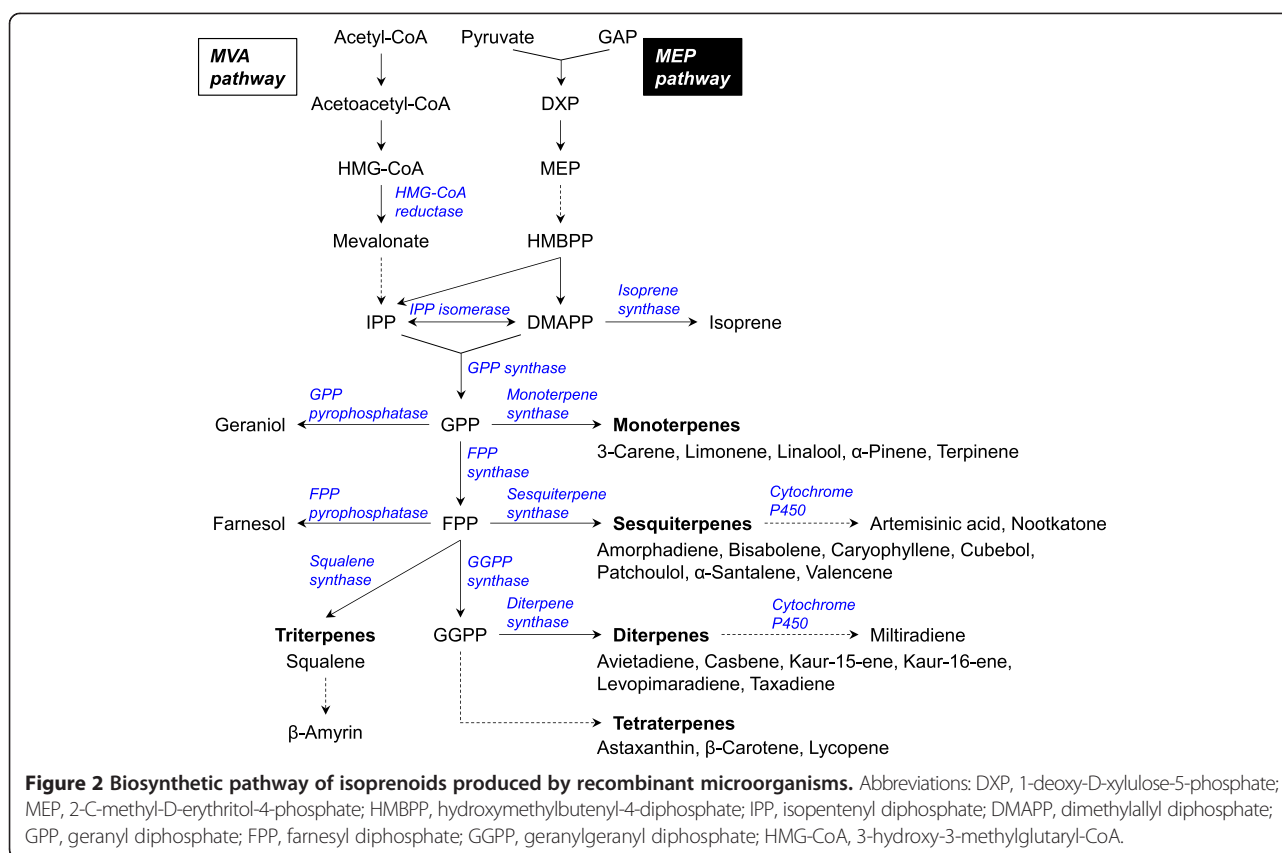 MVA
pathway
Acetyl-CoA
Pyruvate
GAP
MEP
pathway
Acetoacetyl-CoA
DXP
HMG-CoA
MEP
HMG-CoA
reductase
Mevalonate
HMBPP
IPP
IPP isomerase
DMAPP
Isoprene
synthase
Isoprene
GPP synthase
Geraniol
GPP
pyrophosphatase
GPP
Monoterpene
synthase
Monoterpenes
3-Carene, Limonene, Linalool, α-Pinene, Terpinene
FPP
synthase
Farnesol
FPP
pyrophosphatase
FPP
Sesquiterpene
synthase
Sesquiterpenes
Cytochrome
P450
Artemisinic acid, Nootkatone
Amorphadiene, Bisabolene, Caryophyllene, Cubebol,
Patchoulol, α-Santalene, Valencene
Squalene
synthase
GGPP
synthase
Triterpenes
Squalene
β-Amyrin
GGPP
Diterpene
synthase
Diterpenes
Cytochrome
P450
Miltiradiene
Avietadiene, Casbene, Kaur-15-ene, Kaur-16-ene,
Levopimaradiene, Taxadiene
Tetraterpenes
Astaxanthin, β-Carotene, Lycopene
Figure 2 Biosynthetic pathway of isoprenoids produced by recombinant microorganisms. Abbreviations: DXP, 1-deoxy-D-xylulose-5-phosphate;
MEP, 2-C-methyl-D-erythritol-4-phosphate; HMBPP, hydroxymethylbutenyl-4-diphosphate; IPP, isopentenyl diphosphate; DMAPP, dimethylallyl diphosphate;
GPP, geranyl diphosphate; FPP, farnesyl diphosphate; GGPP, geranylgeranyl diphosphate; HMG-CoA, 3-hydroxy-3-methylglutaryl-CoA.